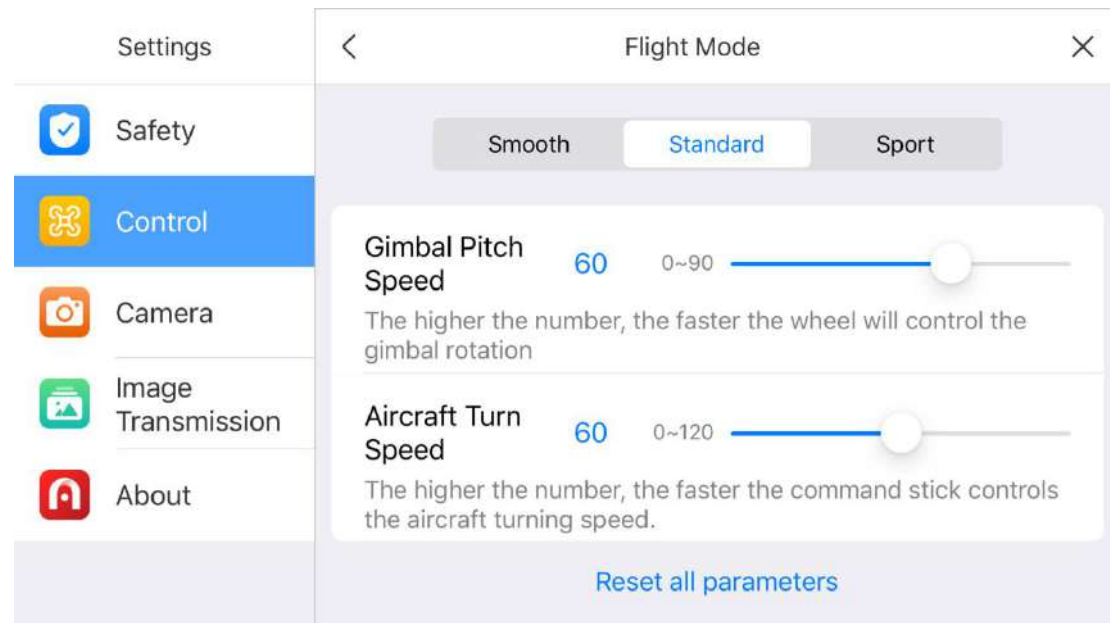 Settings
Safety
Control
Camera
Image
Transmission
About
Flight Mode
Smooth Standard Sport
Gimbal Pitch
Speed
60 0~90
The higher the number, the faster the wheel will control the
gimbal rotation
Aircraft Turn
Speed
60 0~120
The higher the number, the faster the command stick controls
the aircraft turning speed.
Reset all parameters